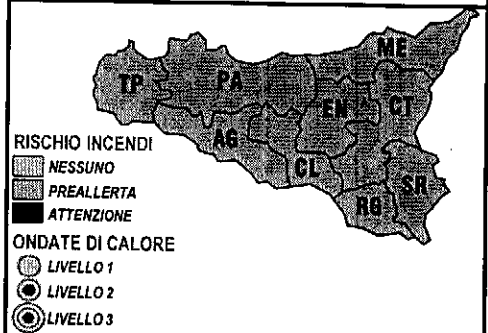 ME
TP
PA
EN
CT
AG
CL
SR
RG
RISCHIO INCENDI
NESSUNO
PREALLERTA
ATTENZIONE
ONDATE DI CALORE
LIVELLO 1
LIVELLO 2
LIVELLO 3